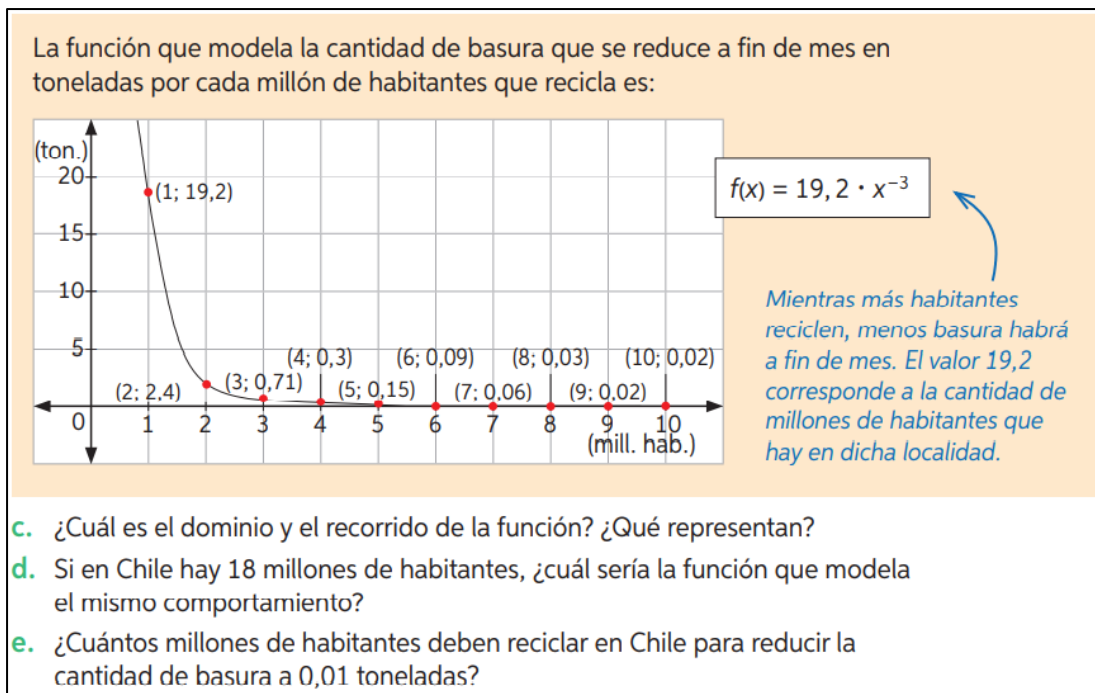 La función que modela la cantidad de basura que se reduce a fin de mes en
toneladas por cada millón de habitantes que recicla es:
(ton.)
20
(1; 19,2)
f(x) = 19, 2 · x⁻³
15
10
Mientras más habitantes
reciclen, menos basura habrá
a fin de mes. El valor 19,2
corresponde a la cantidad de
millones de habitantes que
hay en dicha localidad.
5
(4; 0,3) (6; 0,09) (8; 0,03) (10; 0,02)
(2; 2,4) (3; 0,71) (5; 0,15) (7; 0,06) (9; 0,02)
0 1 2 3 4 5 6 7 8 9 10
(mill. hab.)
c. ¿Cuál es el dominio y el recorrido de la función? ¿Qué representan?
d. Si en Chile hay 18 millones de habitantes, ¿cuál sería la función que modela
el mismo comportamiento?
e. ¿Cuántos millones de habitantes deben reciclar en Chile para reducir la
cantidad de basura a 0,01 toneladas?